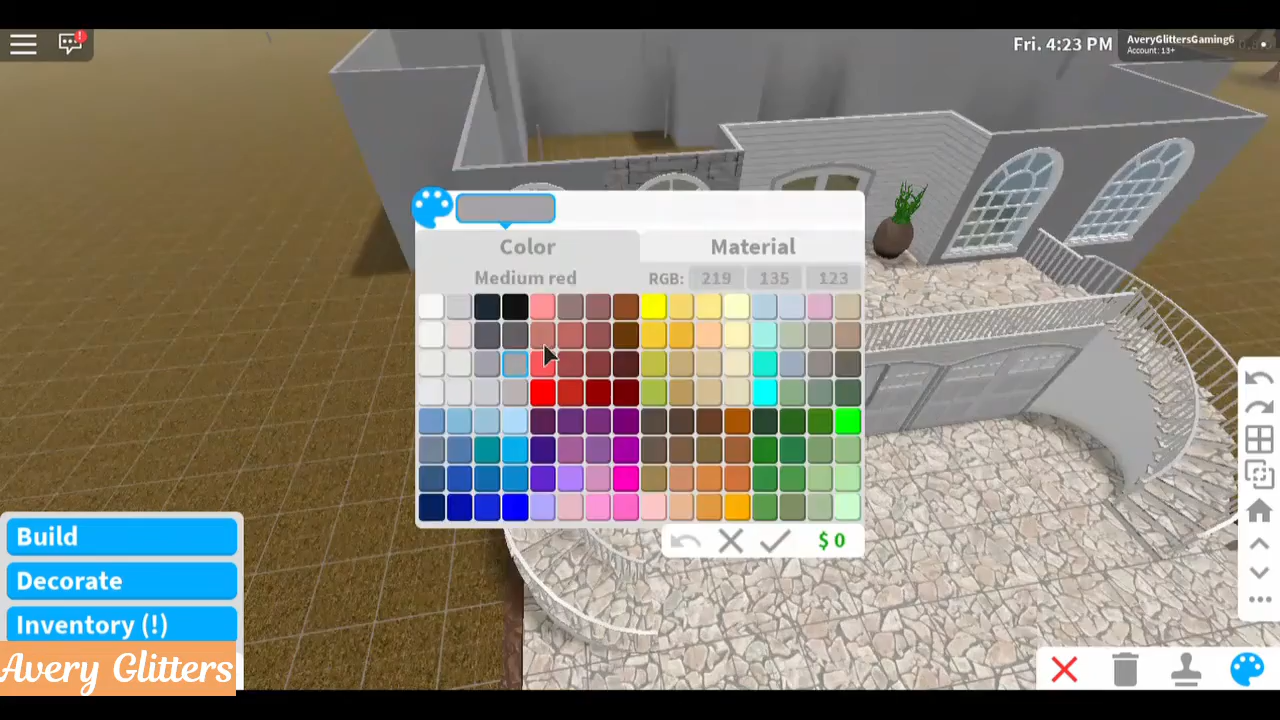 Fri. 4:23 PM
AveryGlittersGaming6
Account: 13+
Color
Material
Medium red
RGB: 219 135 123
$ 0
Build
Decorate
Inventory (!)
Avery Glitters